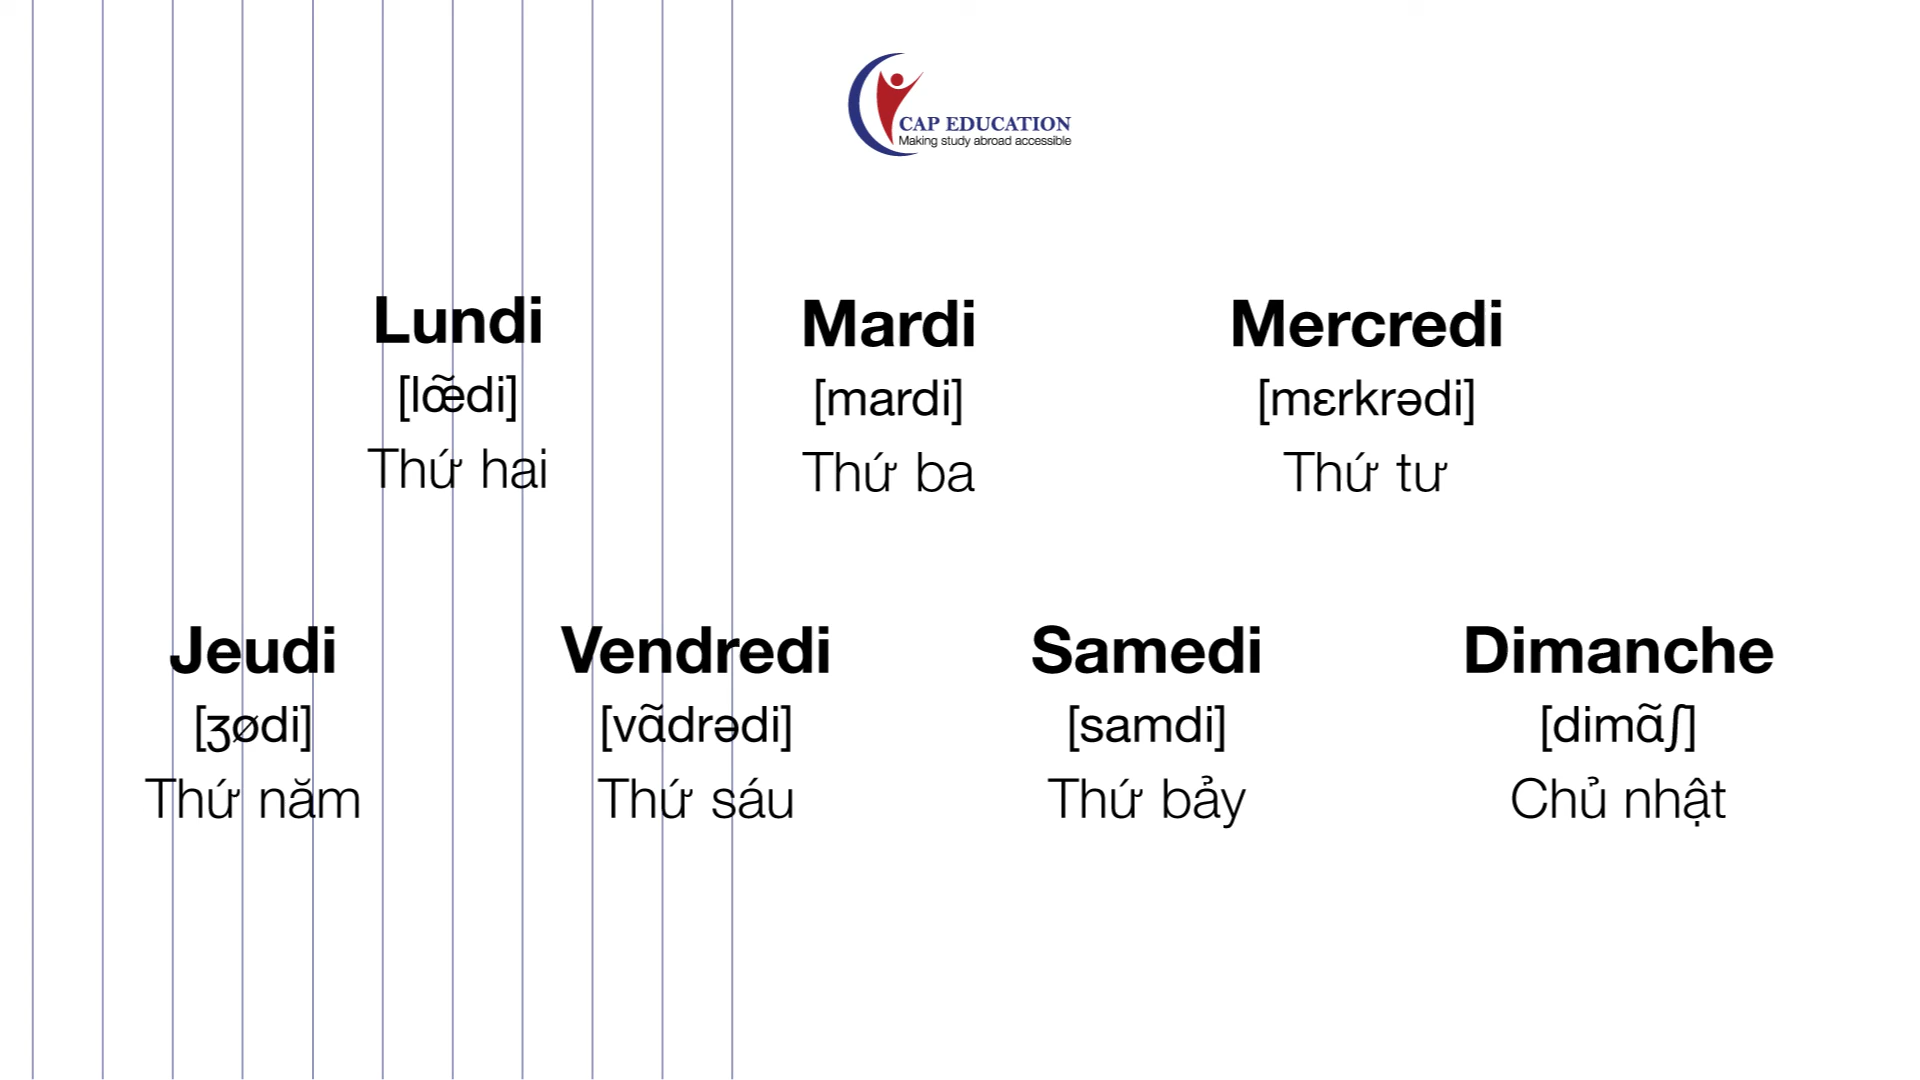 CAP EDUCATION
Making study abroad accessible
Lundi
[lœ̃di]
Thứ hai
Mardi
[mardi]
Thứ ba
Mercredi
[mɛrkrədi]
Thứ tư
Jeudi
[ʒødi]
Thứ năm
Vendredi
[vɑ̃drədi]
Thứ sáu
Samedi
[samdi]
Thứ bảy
Dimanche
[dimɑ̃ʃ]
Chủ nhật